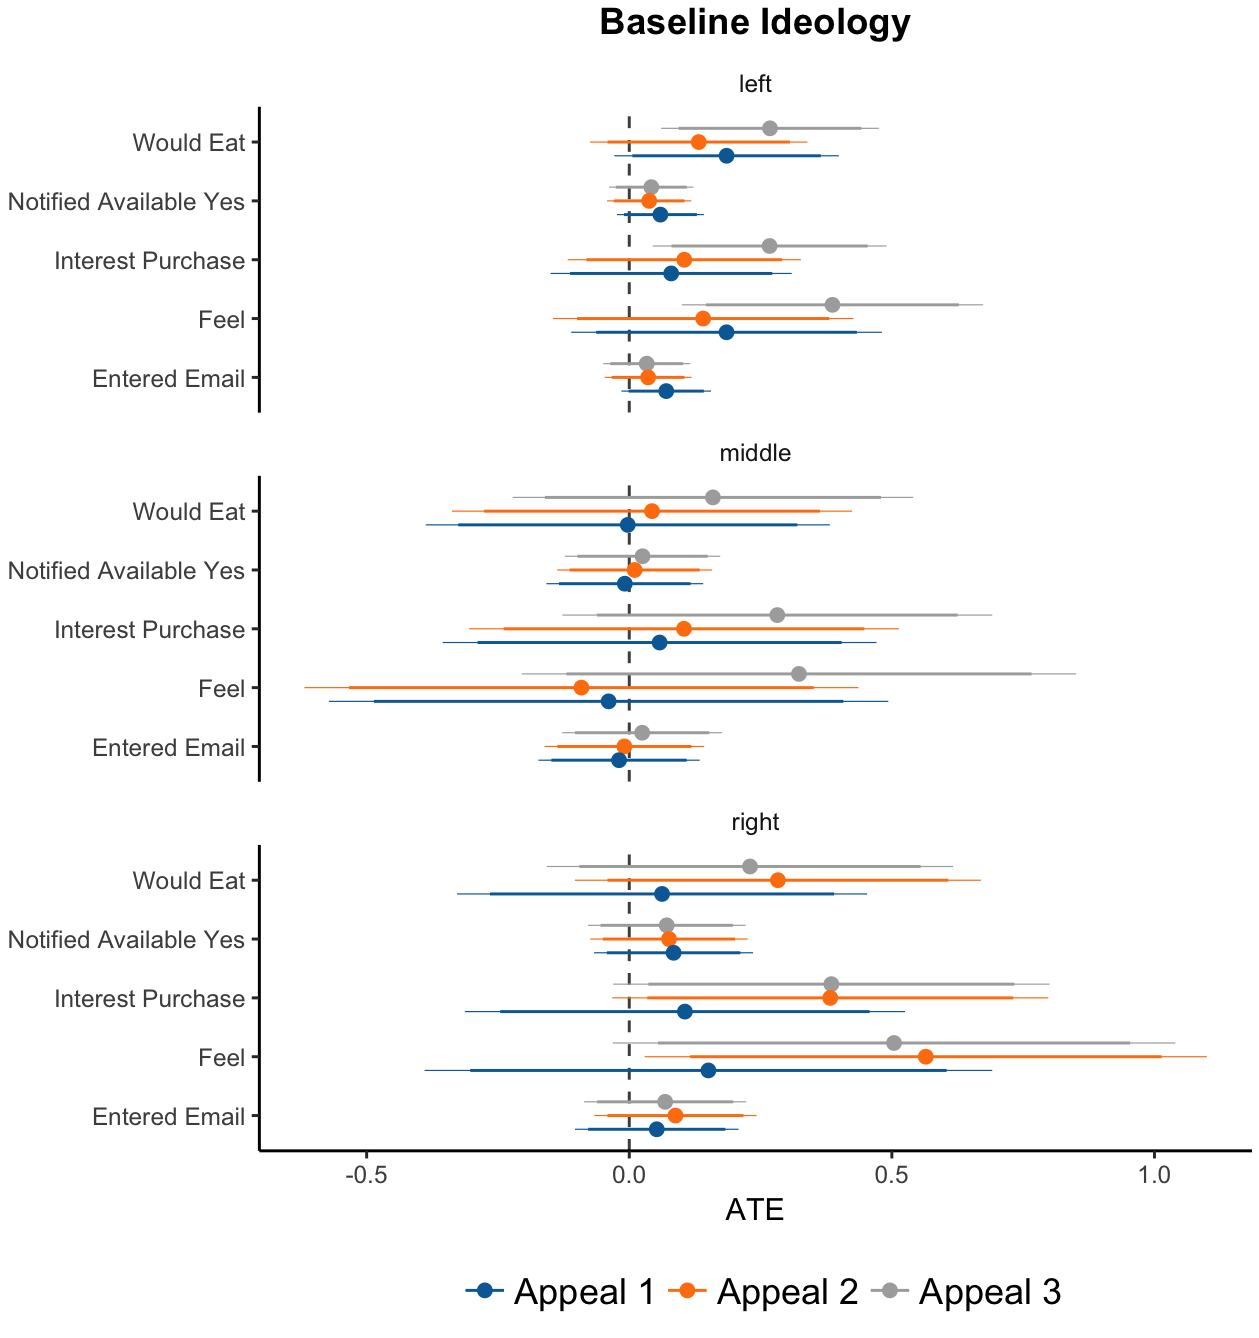 Baseline Ideology
left
Would Eat
Notified Available Yes
Interest Purchase
Feel
Entered Email
middle
Would Eat
Notified Available Yes
Interest Purchase
Feel
Entered Email
right
Would Eat
Notified Available Yes
Interest Purchase
Feel
Entered Email
-0.5 0.0 0.5 1.0
ATE
Appeal 1 Appeal 2 Appeal 3